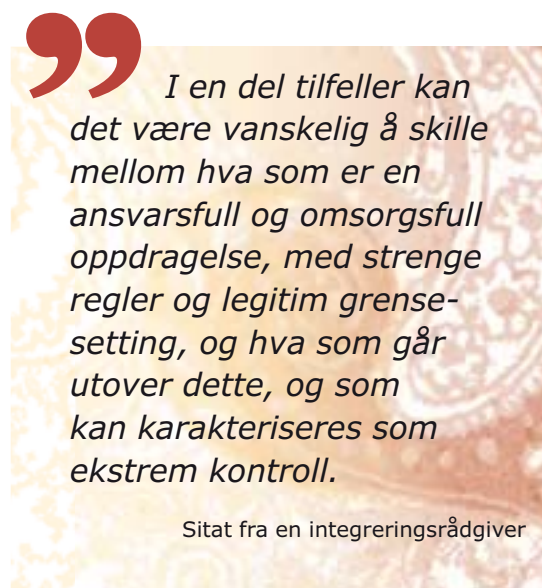 ”
I en del tilfeller kan
det være vanskelig å skille
mellom hva som er en
ansvarsfull og omsorgsfull
oppdragelse, med strenge
regler og legitim grense-
setting, og hva som går
utover dette, og som
kan karakteriseres som
ekstrem kontroll.
Sitat fra en integreringsrådgiver